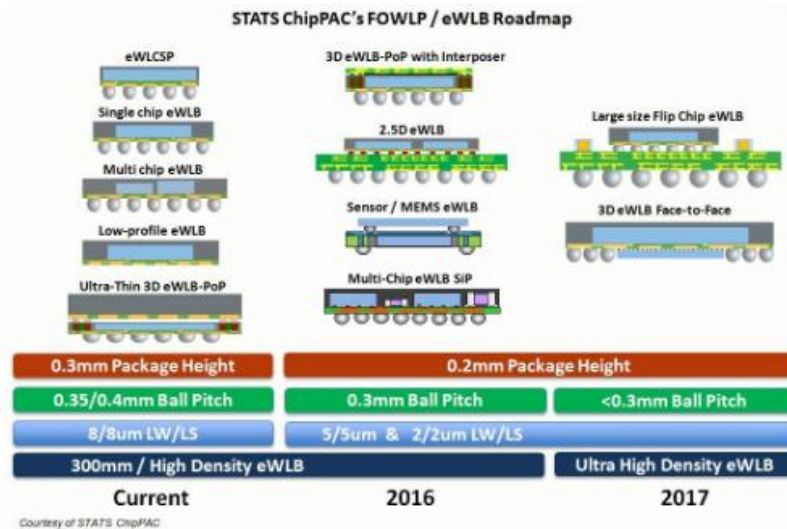 STATS ChipPAC's FOWLP / eWLB Roadmap
eWLCSP
Single chip eWLB
Multi chip eWLB
Low-profile eWLB
Ultra-Thin 3D eWLB-PoP
3D eWLB-PoP with Interposer
2.5D eWLB
Sensor / MEMS eWLB
Multi-Chip eWLB SiP
Large size Flip Chip eWLB
3D eWLB Face-to-Face
0.3mm Package Height
0.2mm Package Height
0.35/0.4mm Ball Pitch
0.3mm Ball Pitch
<0.3mm Ball Pitch
8/8um LW/LS
5/5um & 2/2um LW/LS
300mm / High Density eWLB
Ultra High Density eWLB
Current
2016
2017
Courtesy of STATS ChipPAC